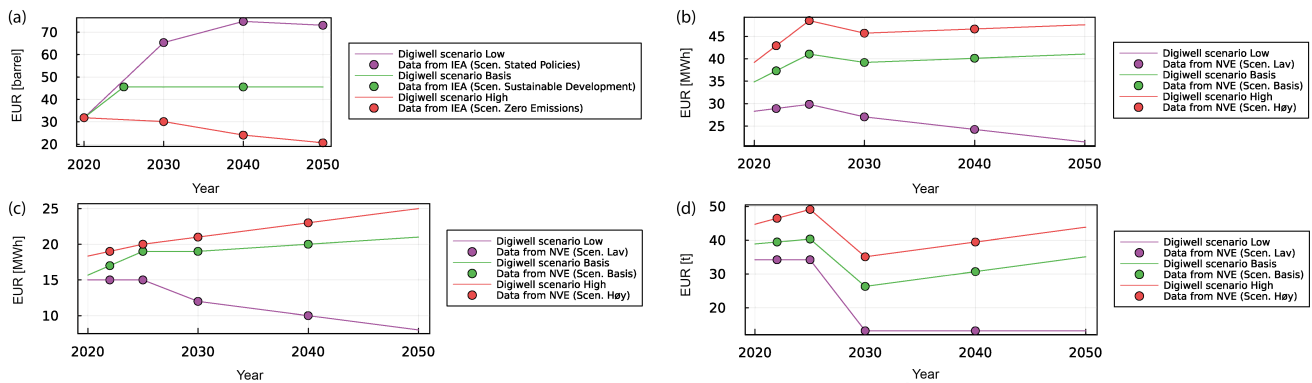 (a)
EUR [barrel]
70
60
50
40
30
20
2020
2030
2040
2050
Year
Digiwell scenario Low
Data from IEA (Scen. Stated Policies)
Digiwell scenario Basis
Data from IEA (Scen. Sustainable Development)
Digiwell scenario High
Data from IEA (Scen. Zero Emissions)
(b)
EUR [MWh]
45
40
35
30
25
2020
2030
2040
2050
Year
Digiwell scenario Low
Data from NVE (Scen. Lav)
Digiwell scenario Basis
Data from NVE (Scen. Basis)
Digiwell scenario High
Data from NVE (Scen. Høy)
(c)
EUR [MWh]
25
20
15
10
2020
2030
2040
2050
Year
Digiwell scenario Low
Data from NVE (Scen. Lav)
Digiwell scenario Basis
Data from NVE (Scen. Basis)
Digiwell scenario High
Data from NVE (Scen. Høy)
(d)
EUR [t]
50
40
30
20
2020
2030
2040
2050
Year
Digiwell scenario Low
Data from NVE (Scen. Lav)
Digiwell scenario Basis
Data from NVE (Scen. Basis)
Digiwell scenario High
Data from NVE (Scen. Høy)